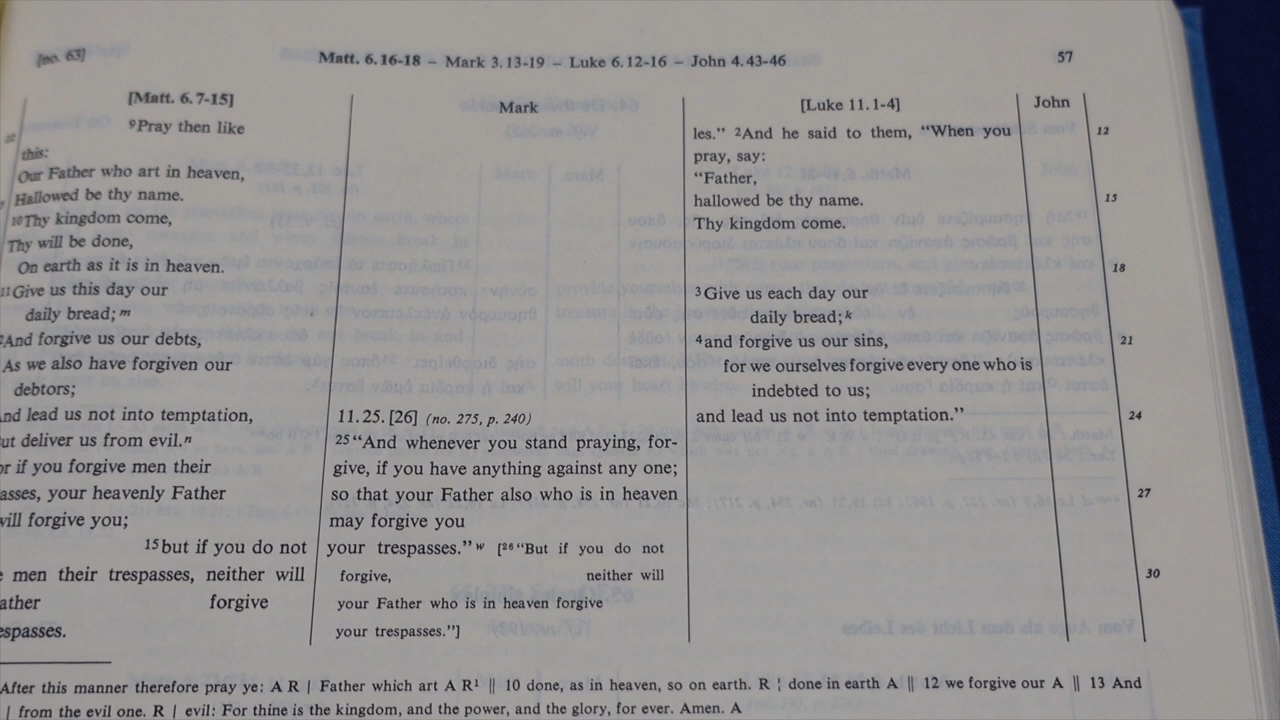 [no. 63]
Matt. 6.16-18 – Mark 3.13-19 – Luke 6.12-16 – John 4.43-46
57
[Matt. 6.7-15]
⁹Pray then like
this:
Our Father who art in heaven,
Hallowed be thy name.
¹⁰Thy kingdom come,
Thy will be done,
On earth as it is in heaven.
¹¹Give us this day our
daily bread; m
And forgive us our debts,
As we also have forgiven our
debtors;
And lead us not into temptation,
But deliver us from evil. n
or if you forgive men their
asses, your heavenly Father
will forgive you;
¹⁵but if you do not
men their trespasses, neither will
ather forgive
espasses.
Mark
11.25. [26] (no. 275, p. 240)
²⁵“And whenever you stand praying, for-
give, if you have anything against any one;
so that your Father also who is in heaven
may forgive you
your trespasses.” w [²⁶“But if you do not
forgive, neither will
your Father who is in heaven forgive
your trespasses.”]
[Luke 11.1-4]
les.” ²And he said to them, “When you
pray, say:
“Father,
hallowed be thy name.
Thy kingdom come.
³Give us each day our
daily bread; k
⁴and forgive us our sins,
for we ourselves forgive every one who is
indebted to us;
and lead us not into temptation.”
John
12
15
18
21
24
27
30
After this manner therefore pray ye: A R ¦ Father which art A R¹ ‖ 10 done, as in heaven, so on earth. R ¦ done in earth A ‖ 12 we forgive our A ‖ 13 And
| from the evil one. R | evil: For thine is the kingdom, and the power, and the glory, for ever. Amen. A